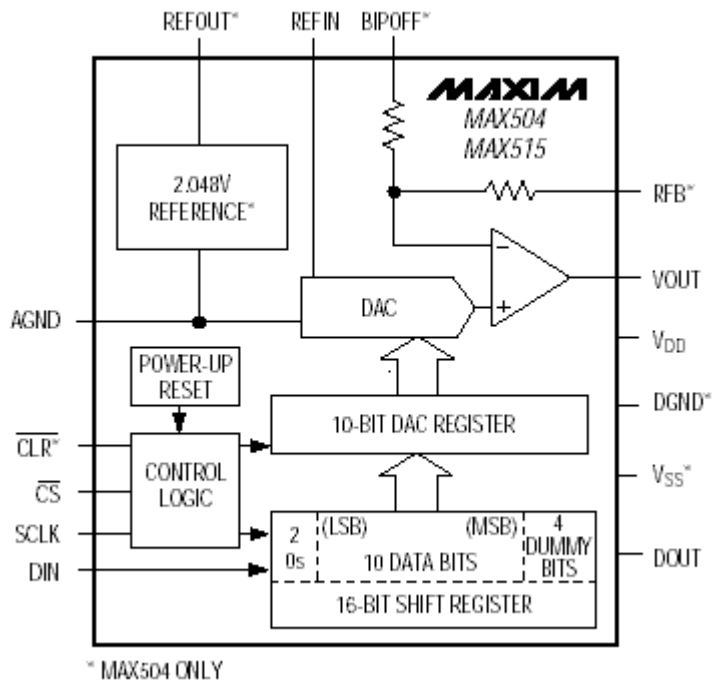 REFOUT* REFIN BIPOFF*
MAXIM
MAX504
MAX515
2.048V
REFERENCE*
RFB*
VOUT
AGND
DAC
VDD
POWER-UP
RESET
DGND*
10-BIT DAC REGISTER
CLR*
CONTROL
LOGIC
VSS*
CS
SCLK
2
0s
(LSB) (MSB)
10 DATA BITS
4
DUMMY
BITS
DOUT
DIN
16-BIT SHIFT REGISTER
* MAX504 ONLY